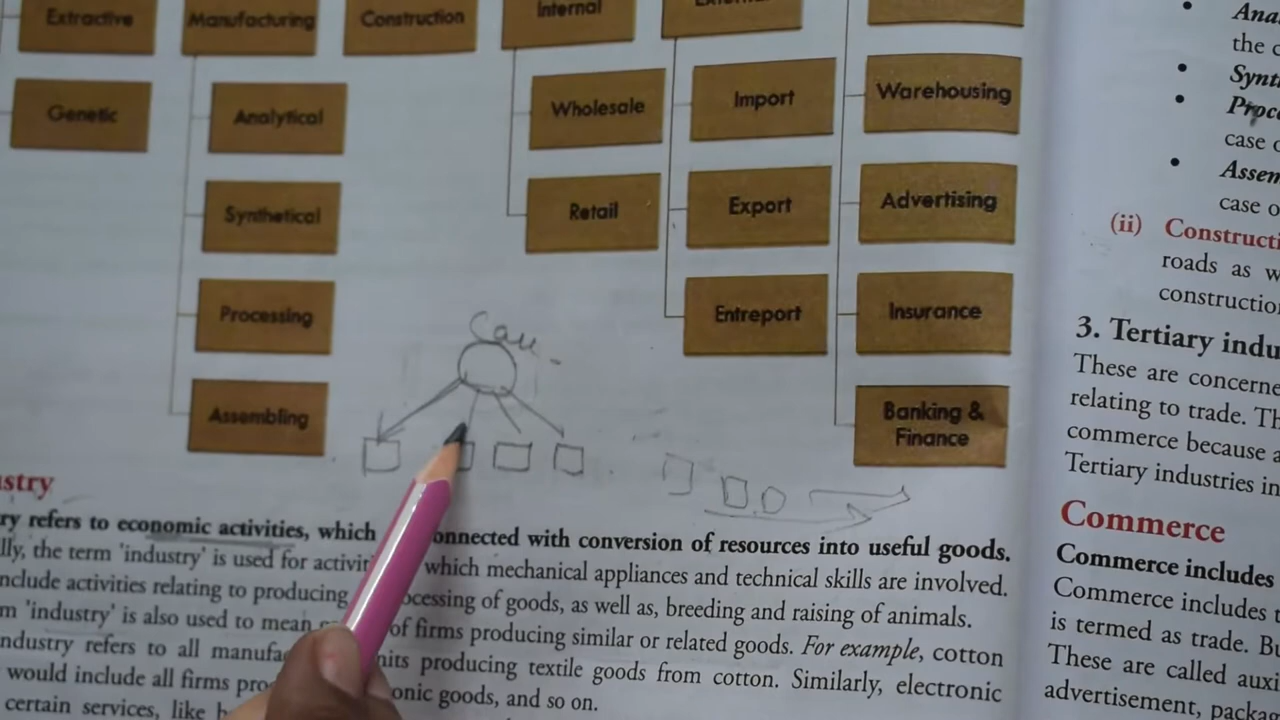 Extractive
Manufacturing
Construction
Internal
Genetic
Analytical
Wholesale
Import
Warehousing
Synthetical
Retail
Export
Advertising
Processing
Entreport
Insurance
Assembling
Banking &
Finance
stry
ry refers to economic activities, which onnected with conversion of resources into useful goods.
lly, the term 'industry' is used for activit which mechanical appliances and technical skills are involved.
nclude activities relating to producing ocessing of goods, as well as, breeding and raising of animals.
m 'industry' is also used to mean of firms producing similar or related goods. For example, cotton
ndustry refers to all manufa nits producing textile goods from cotton. Similarly, electronic
would include all firms pro onic goods, and so on.
certain services, like
• Ana
the c
• Synt
• Proc
case o
• Assem
case o
(ii) Constructi
roads as w
constructio
3. Tertiary indu
These are concerne
relating to trade. Th
commerce because a
Tertiary industries in
Commerce
Commerce includes
Commerce includes t
is termed as trade. Bu
These are called auxi
advertisement, packa